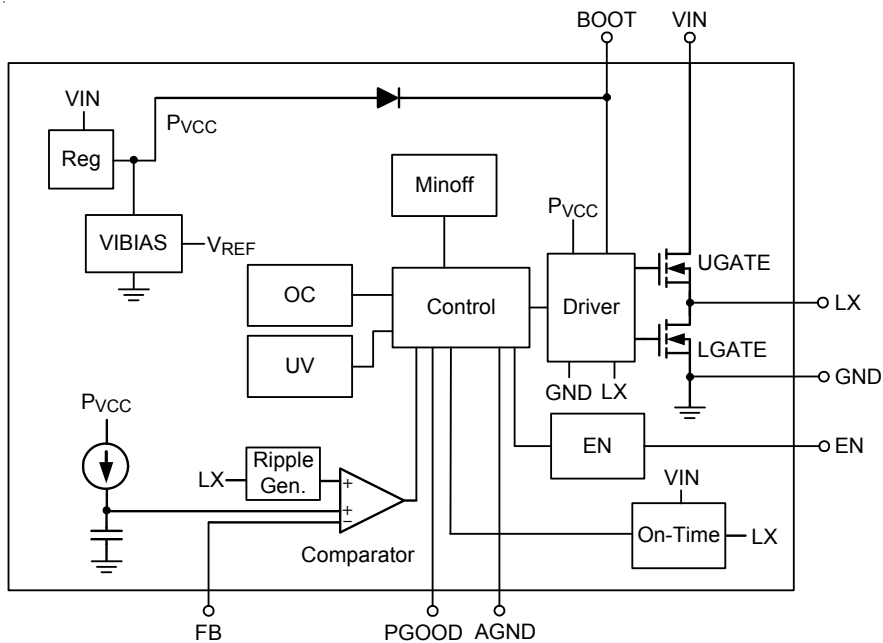 BOOT VIN
VIN
PVCC
Reg
Minoff
PVCC
VIBIAS
VREF
UGATE
OC
Control
Driver
LX
LGATE
UV
GND
GND LX
PVCC
EN
EN
Ripple
Gen.
LX
VIN
+
+
−
On-Time
LX
Comparator
FB
PGOOD
AGND